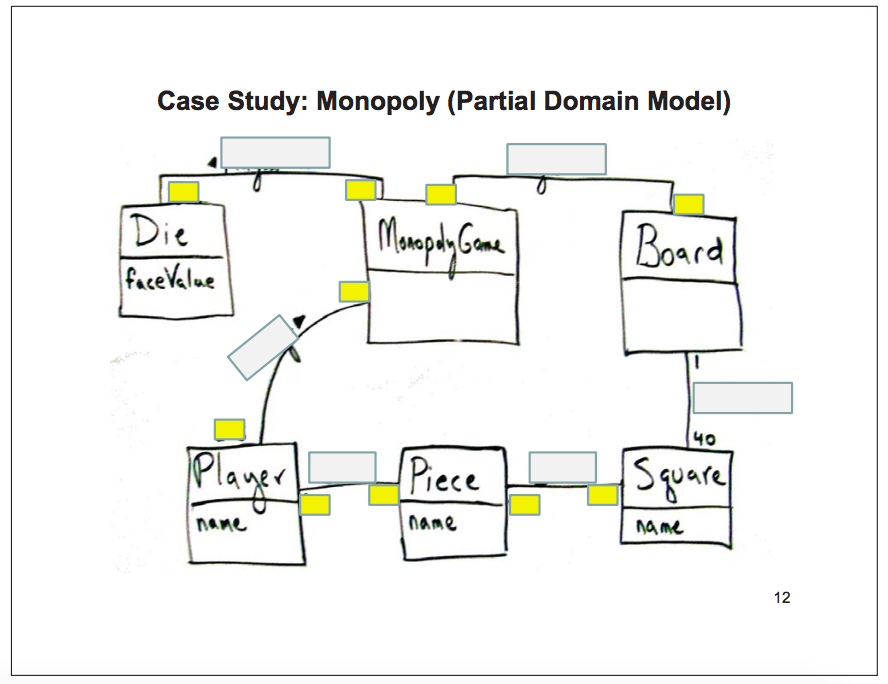 Case Study: Monopoly (Partial Domain Model)
Die
faceValue
MonopolyGame
Board
1
40
Player
name
Piece
name
Square
name
12